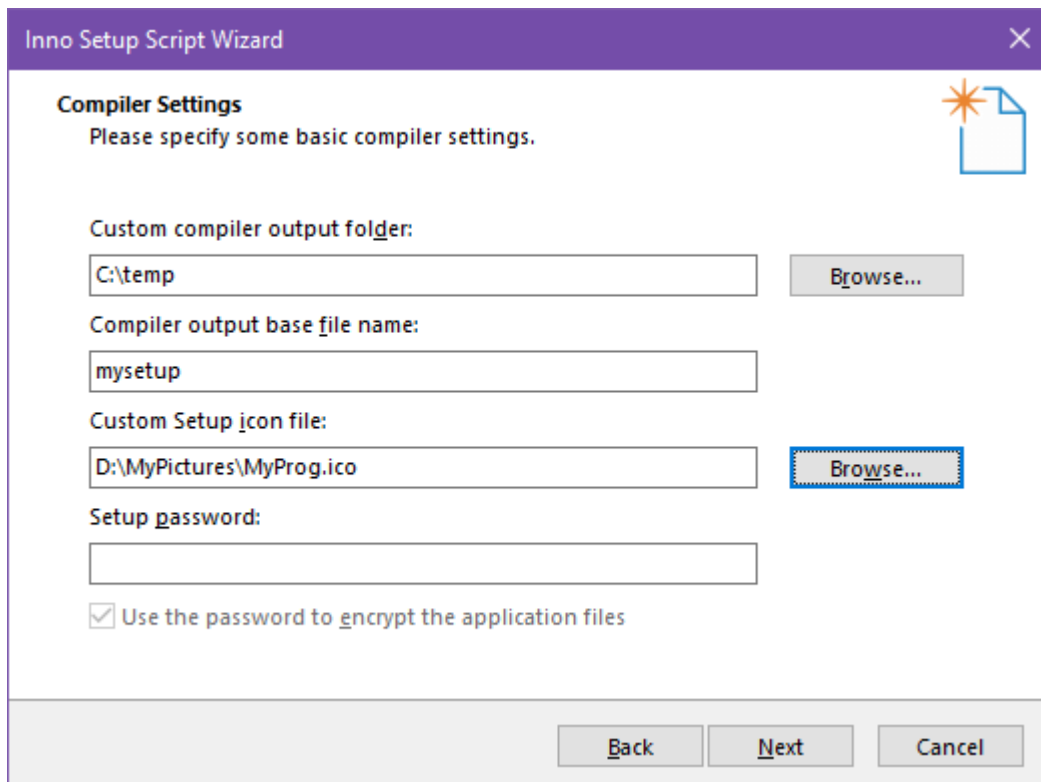 Inno Setup Script Wizard
Compiler Settings
Please specify some basic compiler settings.
Custom compiler output folder:
C:\temp
Browse...
Compiler output base file name:
mysetup
Custom Setup icon file:
D:\MyPictures\MyProg.ico
Browse...
Setup password:
Use the password to encrypt the application files
Back Next Cancel